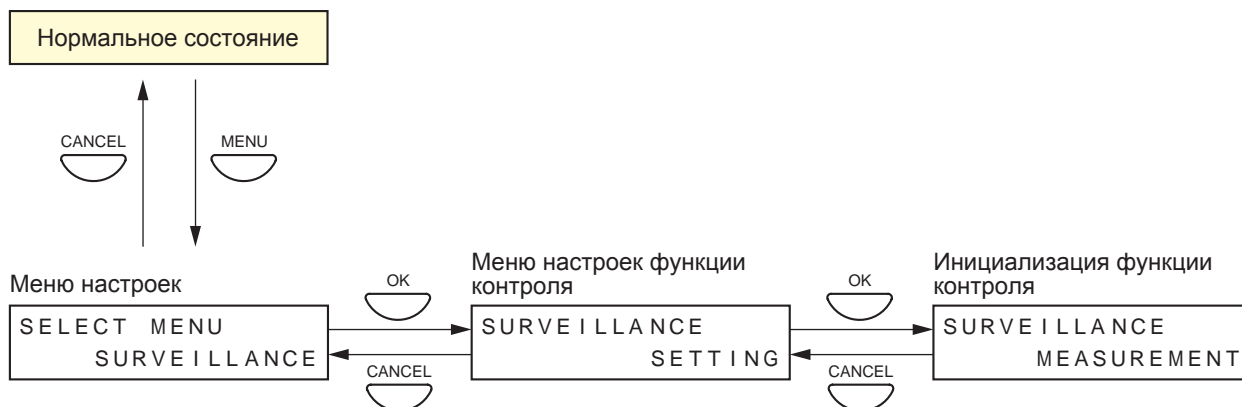 Нормальное состояние
CANCEL
MENU
Меню настроек
SELECT MENU
SURVEILLANCE
OK
CANCEL
Меню настроек функции
контроля
SURVEILLANCE
SETTING
OK
CANCEL
Инициализация функции
контроля
SURVEILLANCE
MEASUREMENT